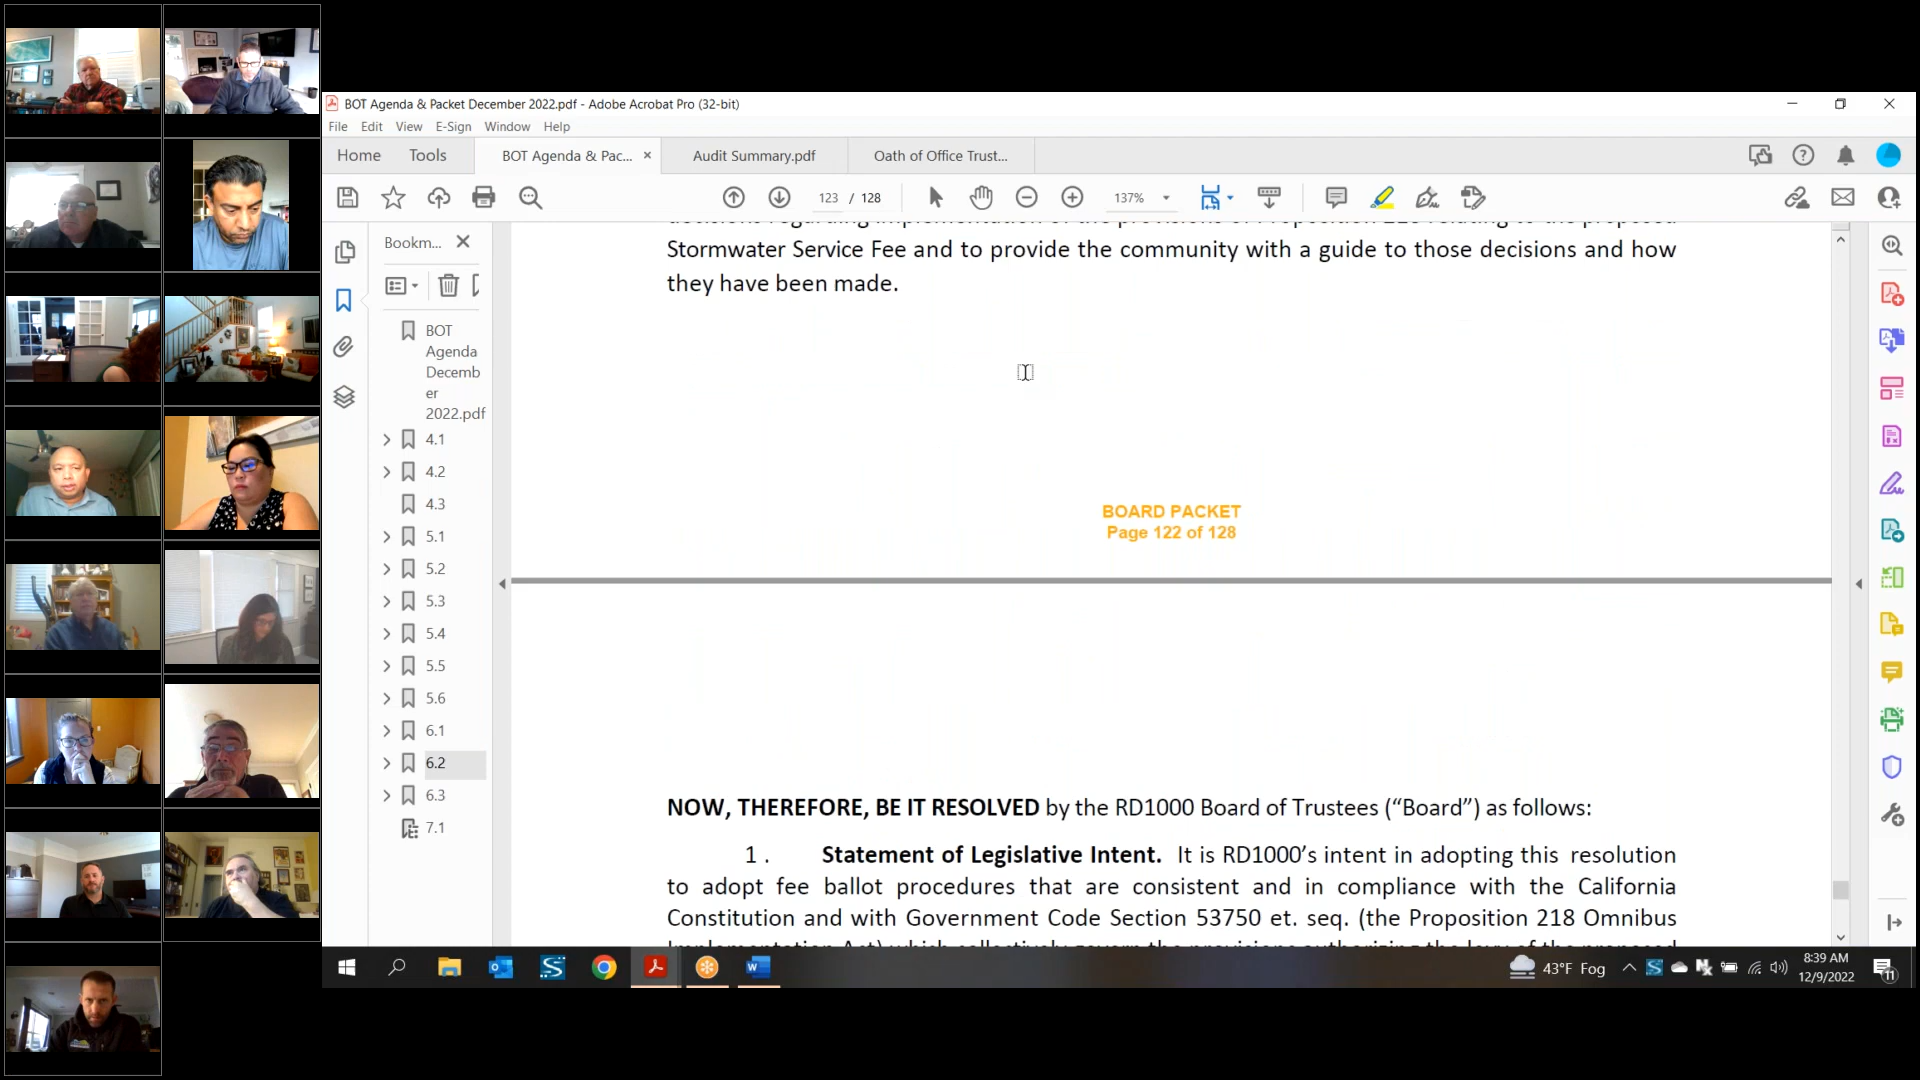 BOT Agenda & Packet December 2022.pdf - Adobe Acrobat Pro (32-bit)
File Edit View E-Sign Window Help
Home Tools BOT Agenda & Pac... × Audit Summary.pdf Oath of Office Trust...
123 / 128 137%
Bookm...
BOT
Agenda
Decemb
er
2022.pdf
4.1
4.2
4.3
5.1
5.2
5.3
5.4
5.5
5.6
6.1
6.2
6.3
7.1
Stormwater Service Fee and to provide the community with a guide to those decisions and how
they have been made.
BOARD PACKET
Page 122 of 128
NOW, THEREFORE, BE IT RESOLVED by the RD1000 Board of Trustees (“Board”) as follows:
1 . Statement of Legislative Intent. It is RD1000’s intent in adopting this resolution
to adopt fee ballot procedures that are consistent and in compliance with the California
Constitution and with Government Code Section 53750 et. seq. (the Proposition 218 Omnibus
43°F Fog
8:39 AM
12/9/2022
11